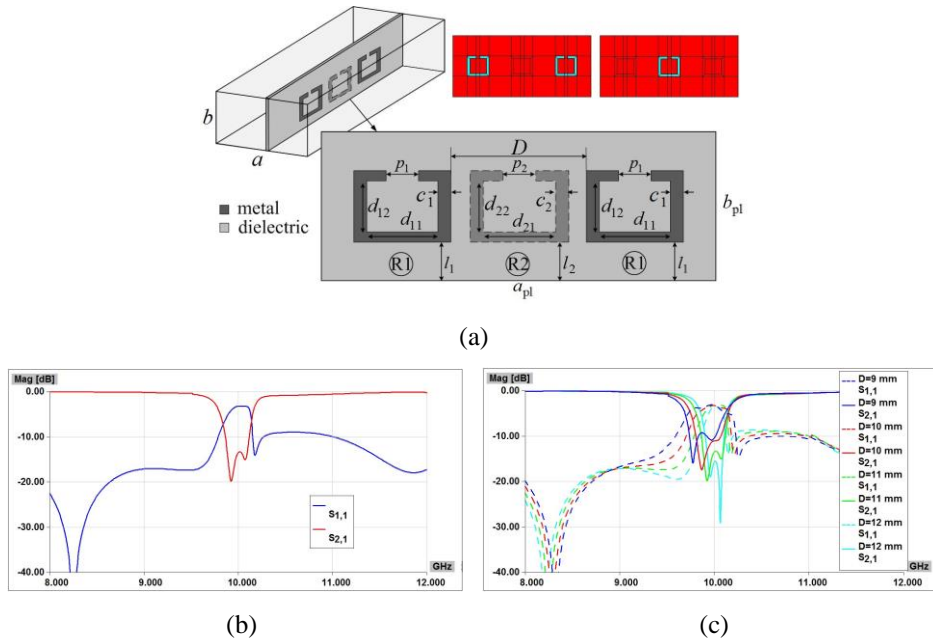 b
a
metal
dielectric
D
p1 p2 p1
c1 c2 c1
d12 d22 d12
d11 d21 d11
bpl
R1 l1 R2 l2 R1 l1
apl
(a)
Mag [dB]
0.00
-10.00
-20.00
-30.00
-40.00
8.000 9.000 10.000 11.000 12.000
GHz
S1,1
S2,1
(b)
Mag [dB]
0.00
-10.00
-20.00
-30.00
-40.00
8.000 9.000 10.000 11.000 12.000
GHz
D=9 mm
S1,1
D=9 mm
S2,1
D=10 mm
S1,1
D=10 mm
S2,1
D=11 mm
S1,1
D=11 mm
S2,1
D=12 mm
S1,1
D=12 mm
S2,1
(c)